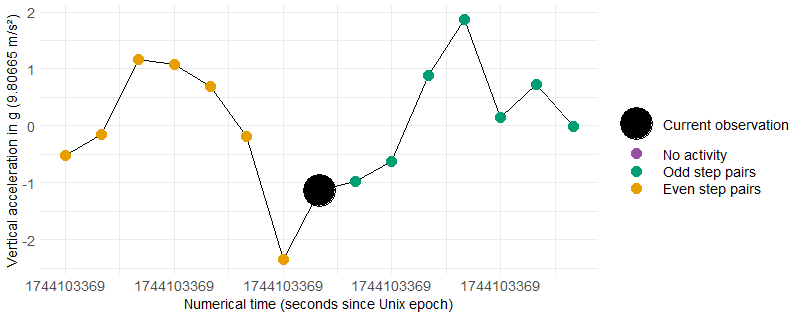 Vertical acceleration in g (9.80665 m/s²)
2
1
0
-1
-2
1744103369 1744103369 1744103369 1744103369 1744103369
Numerical time (seconds since Unix epoch)
Current observation
No activity
Odd step pairs
Even step pairs